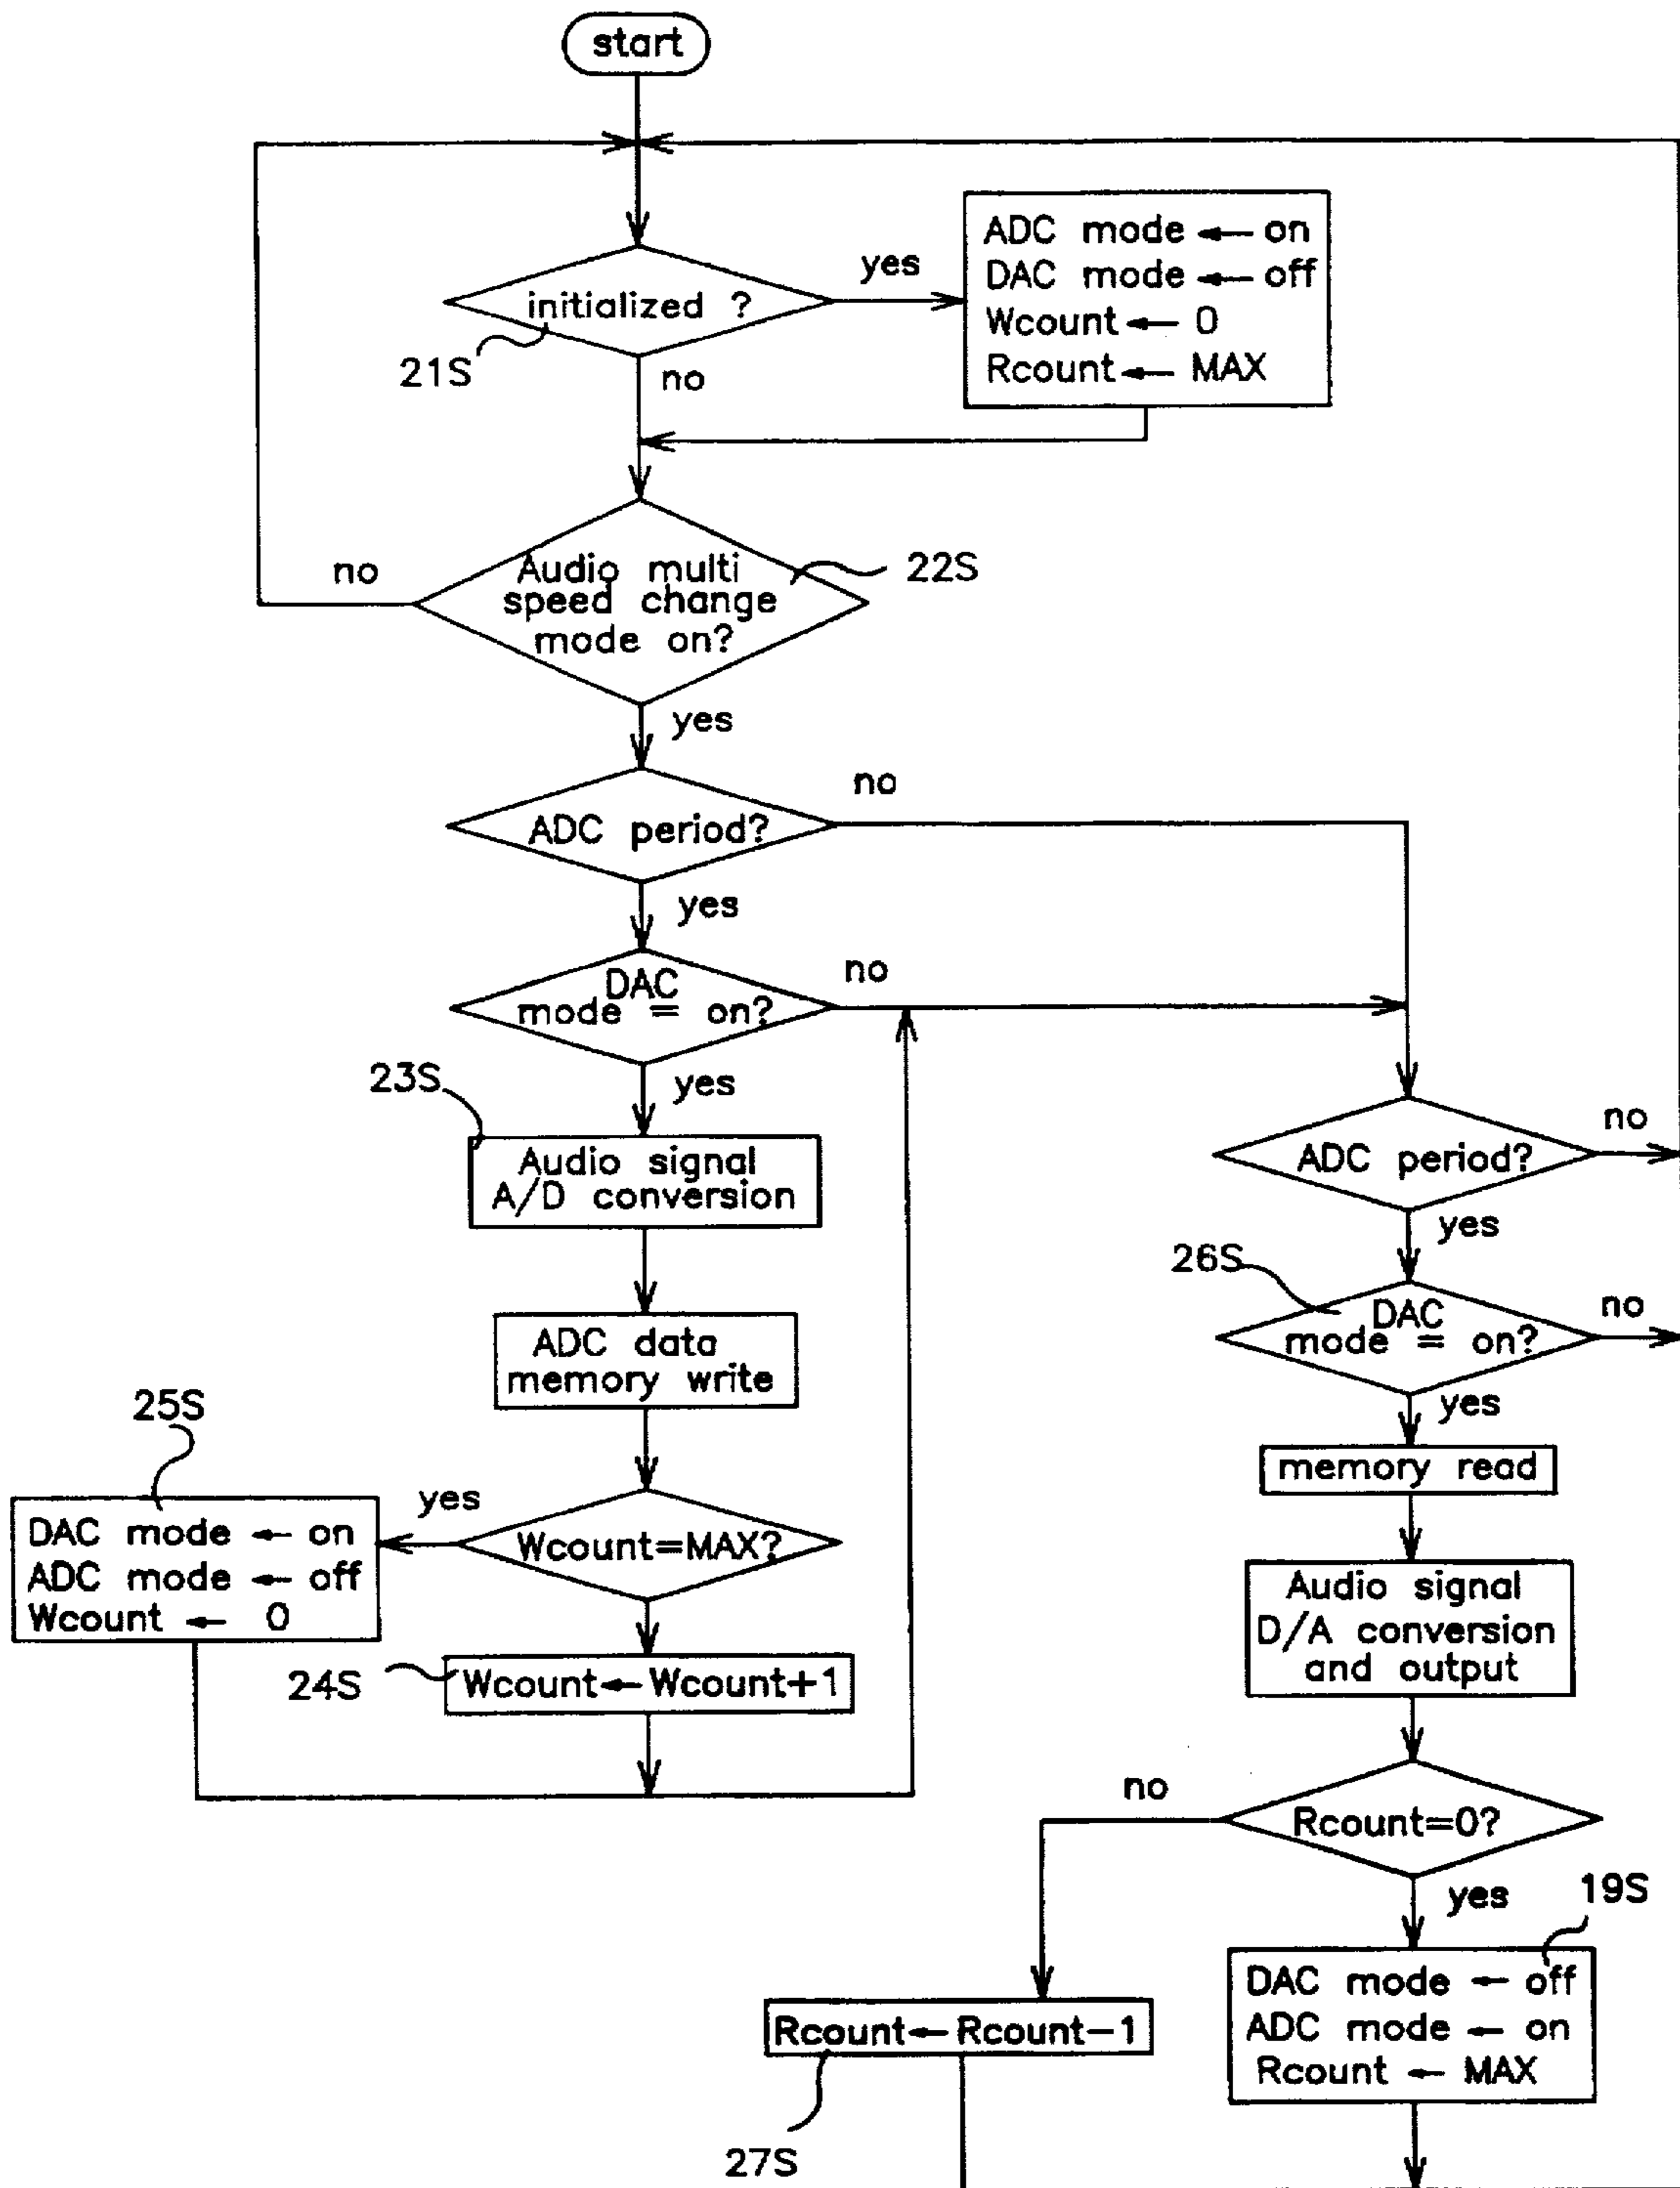 start
initialized ?
yes
21S
no
ADC mode ← on
DAC mode ← off
Wcount ← 0
Rcount ← MAX
no
Audio multi
speed change
mode on?
22S
yes
ADC period?
no
yes
DAC
mode = on?
no
yes
23S
Audio signal
A/D conversion
ADC data
memory write
25S
yes
Wcount=MAX?
DAC mode ← on
ADC mode ← off
Wcount ← 0
24S
Wcount ← Wcount+1
ADC period?
no
yes
26S
DAC
mode = on?
no
yes
memory read
Audio signal
D/A conversion
and output
no
Rcount=0?
yes
19S
DAC mode ← off
ADC mode ← on
Rcount ← MAX
Rcount ← Rcount−1
27S